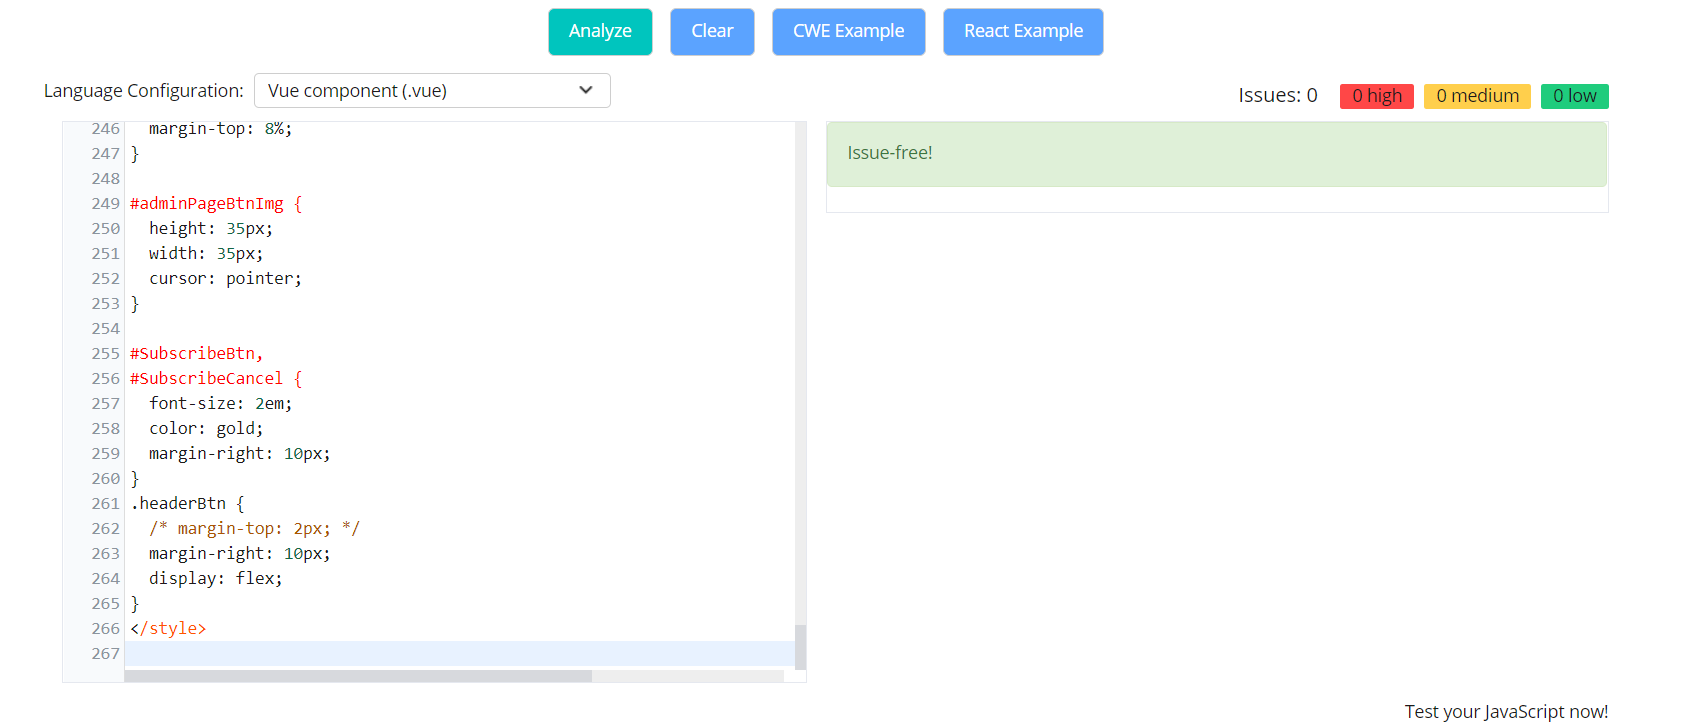 Analyze Clear CWE Example React Example
Language Configuration: Vue component (.vue)
Issues: 0 0 high 0 medium 0 low
246 margin-top: 8%;
247 }
248
249 #adminPageBtnImg {
250 height: 35px;
251 width: 35px;
252 cursor: pointer;
253 }
254
255 #SubscribeBtn,
256 #SubscribeCancel {
257 font-size: 2em;
258 color: gold;
259 margin-right: 10px;
260 }
261 .headerBtn {
262 /* margin-top: 2px; */
263 margin-right: 10px;
264 display: flex;
265 }
266 </style>
267
Issue-free!
Test your JavaScript now!